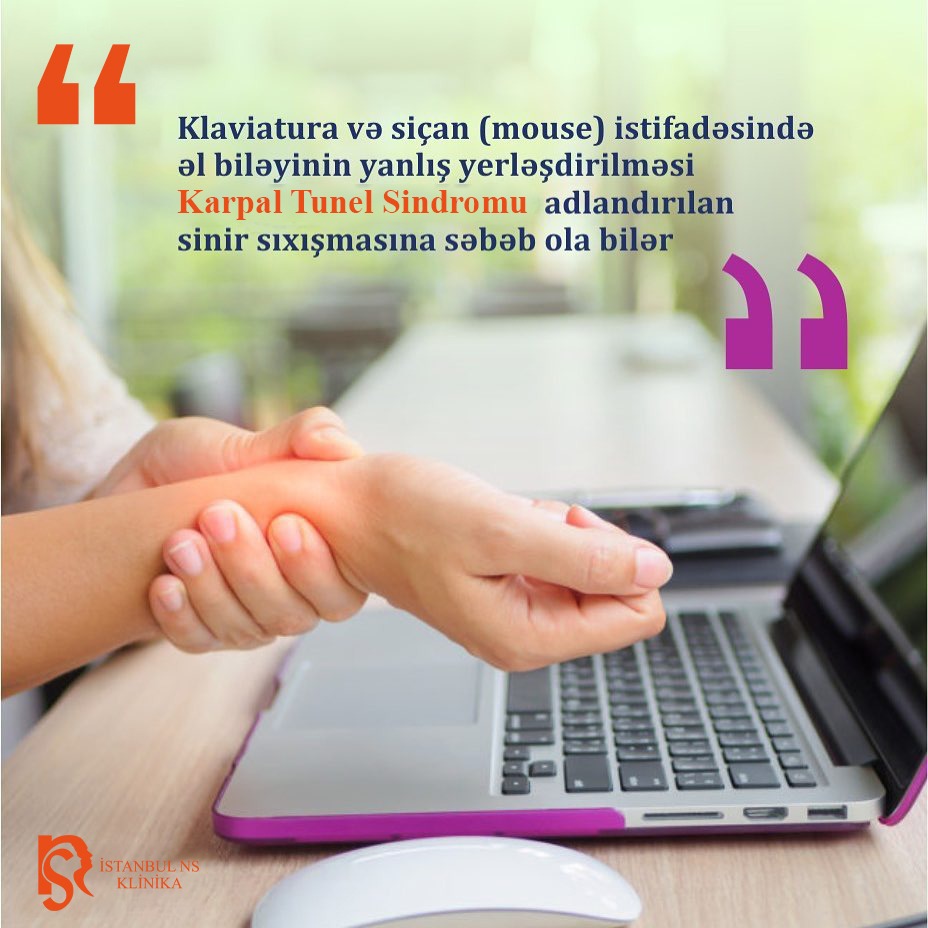 Klaviatura və siçan (mouse) istifadəsində
əl biləyinin yanlış yerləşdirilməsi
Karpal Tunel Sindromu adlandırılan
sinir sıxışmasına səbəb ola bilər
İSTANBUL NS
KLİNİKA